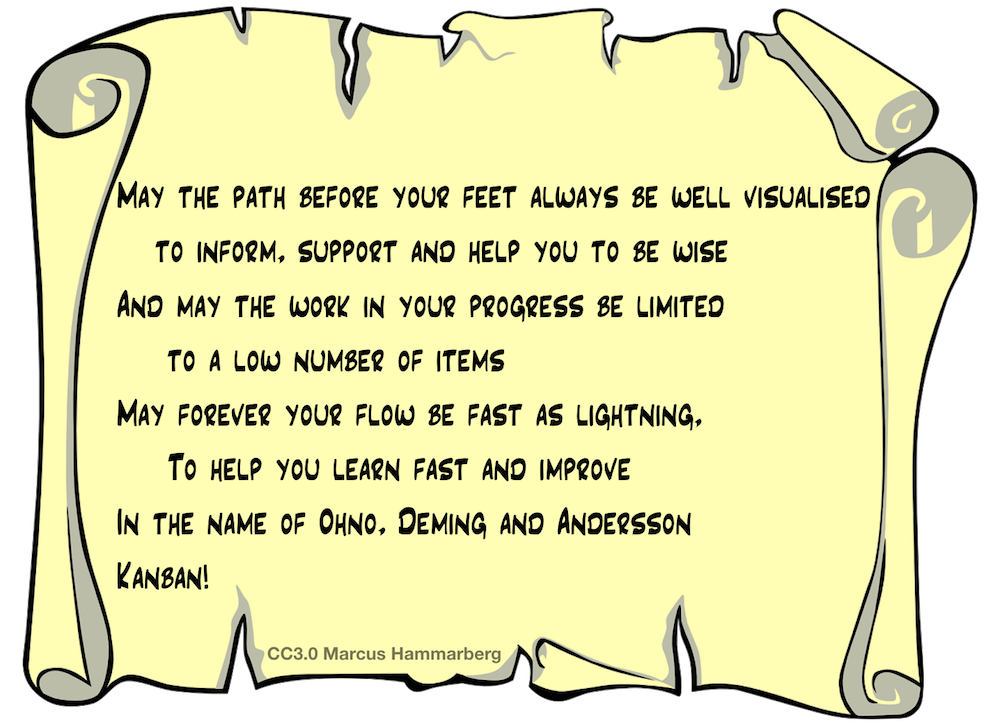 May the path before your feet always be well visualised
to inform, support and help you to be wise
And may the work in your progress be limited
to a low number of items
May forever your flow be fast as lightning,
To help you learn fast and improve
In the name of Ohno, Deming and Andersson
Kanban!
CC3.0 Marcus Hammarberg